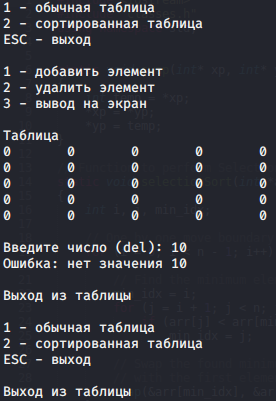 1 - обычная таблица
2 - сортированная таблица
ESC - выход
1 - добавить элемент
2 - удалить элемент
3 - вывод на экран
Таблица
0 0 0 0 0
0 0 0 0 0
0 0 0 0 0
0 0 0 0 0
0 0 0 0 0
Введите число (del): 10
Ошибка: нет значения 10
Выход из таблицы
1 - обычная таблица
2 - сортированная таблица
ESC - выход
Выход из таблицы